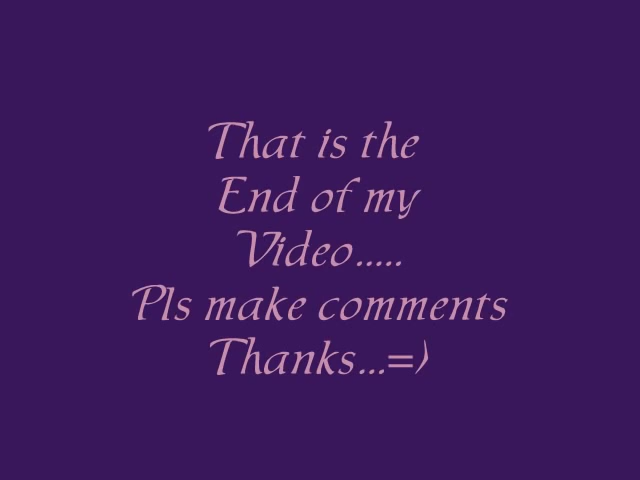 That is the
End of my
Video.....
Pls make comments
Thanks...=)